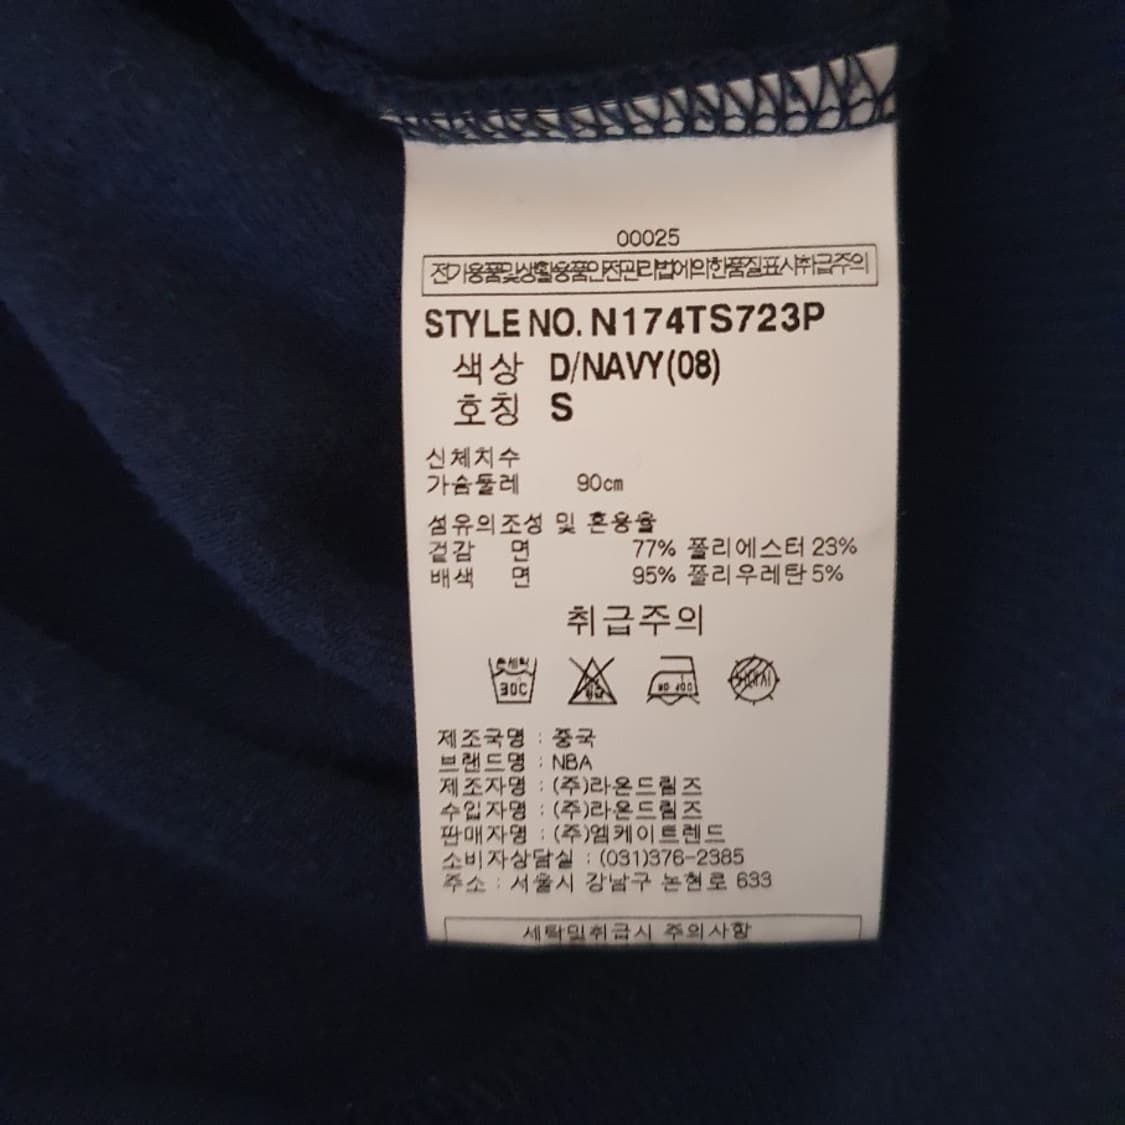 00025
전기용품및생활용품안전관리법에의한품질표시취급주의
STYLE NO. N174TS723P
색상 D/NAVY(08)
호칭 S
신체치수
가슴둘레 90cm
섬유의조성 및 혼용율
겉감 면 77% 폴리에스터 23%
배색 면 95% 폴리우레탄 5%
취급주의
손세탁
30C
제조국명 : 중국
브랜드명 : NBA
제조자명 : (주)라온드림즈
수입자명 : (주)라온드림즈
판매자명 : (주)엠케이트렌드
소비자상담실 : (031)376-2385
주소 : 서울시 강남구 논현로 633
세탁및취급시 주의사항